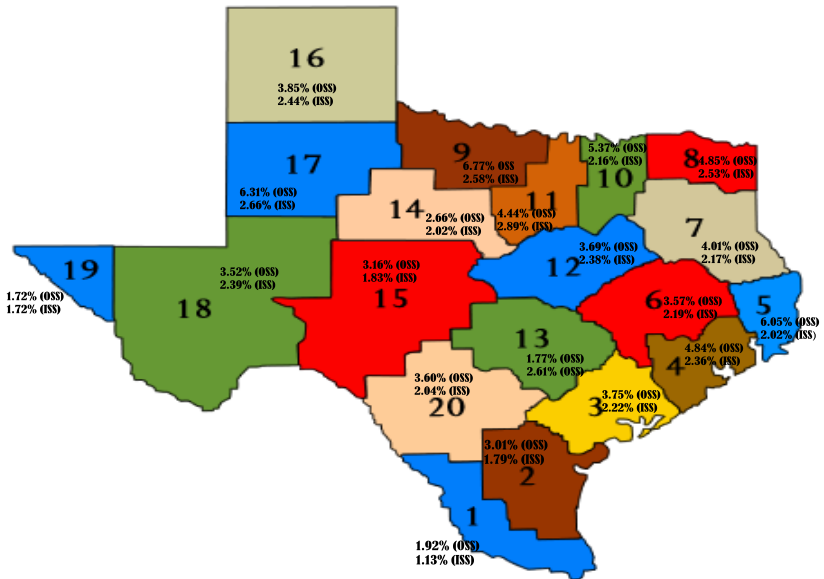 16
3.85% (OSS)
2.44% (ISS)
17
6.31% (OSS)
2.66% (ISS)
9
6.77% OSS
2.58% (ISS)
11
4.44% (OSS)
2.89% (ISS)
5.37% (OSS)
2.16% (ISS)
10
8
4.85% (OSS)
2.53% (ISS)
14
2.66% (OSS)
2.02% (ISS)
7
4.01% (OSS)
2.17% (ISS)
12
3.69% (OSS)
2.38% (ISS)
19
1.72% (OSS)
1.72% (ISS)
18
3.52% (OSS)
2.39% (ISS)
3.16% (OSS)
1.83% (ISS)
15
6
3.57% (OSS)
2.19% (ISS)
5
6.05% (OSS)
2.02% (ISS)
13
1.77% (OSS)
2.61% (OSS)
4
4.84% (OSS)
2.36% (ISS)
3.60% (OSS)
2.04% (ISS)
20
3
3.75% (OSS)
2.22% (ISS)
3.01% (OSS)
1.79% (ISS)
2
1
1.92% (OSS)
1.13% (ISS)